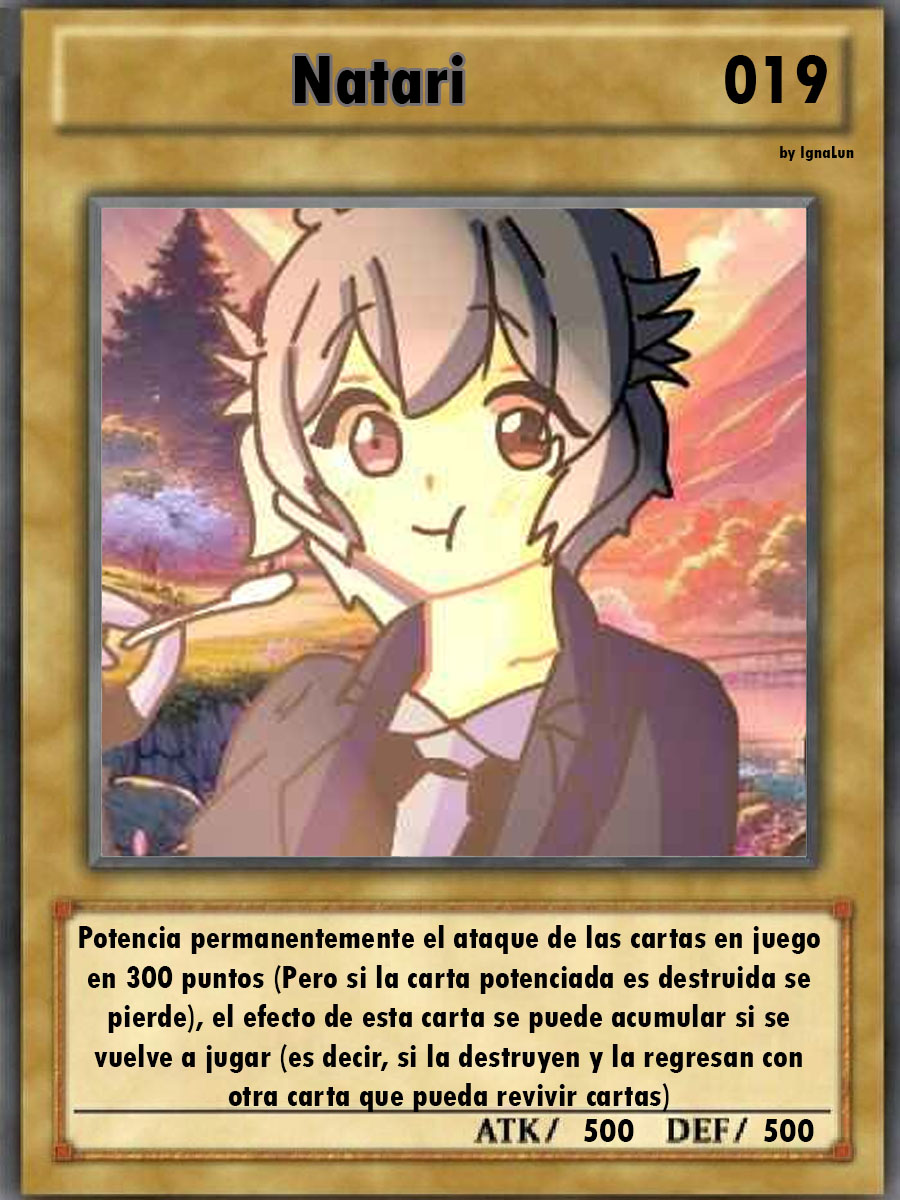 Natari
019
by IgnaLun
Potencia permanentemente el ataque de las cartas en juego
en 300 puntos (Pero si la carta potenciada es destruida se
pierde), el efecto de esta carta se puede acumular si se
vuelve a jugar (es decir, si la destruyen y la regresan con
otra carta que pueda revivir cartas)
ATK/ 500 DEF/ 500